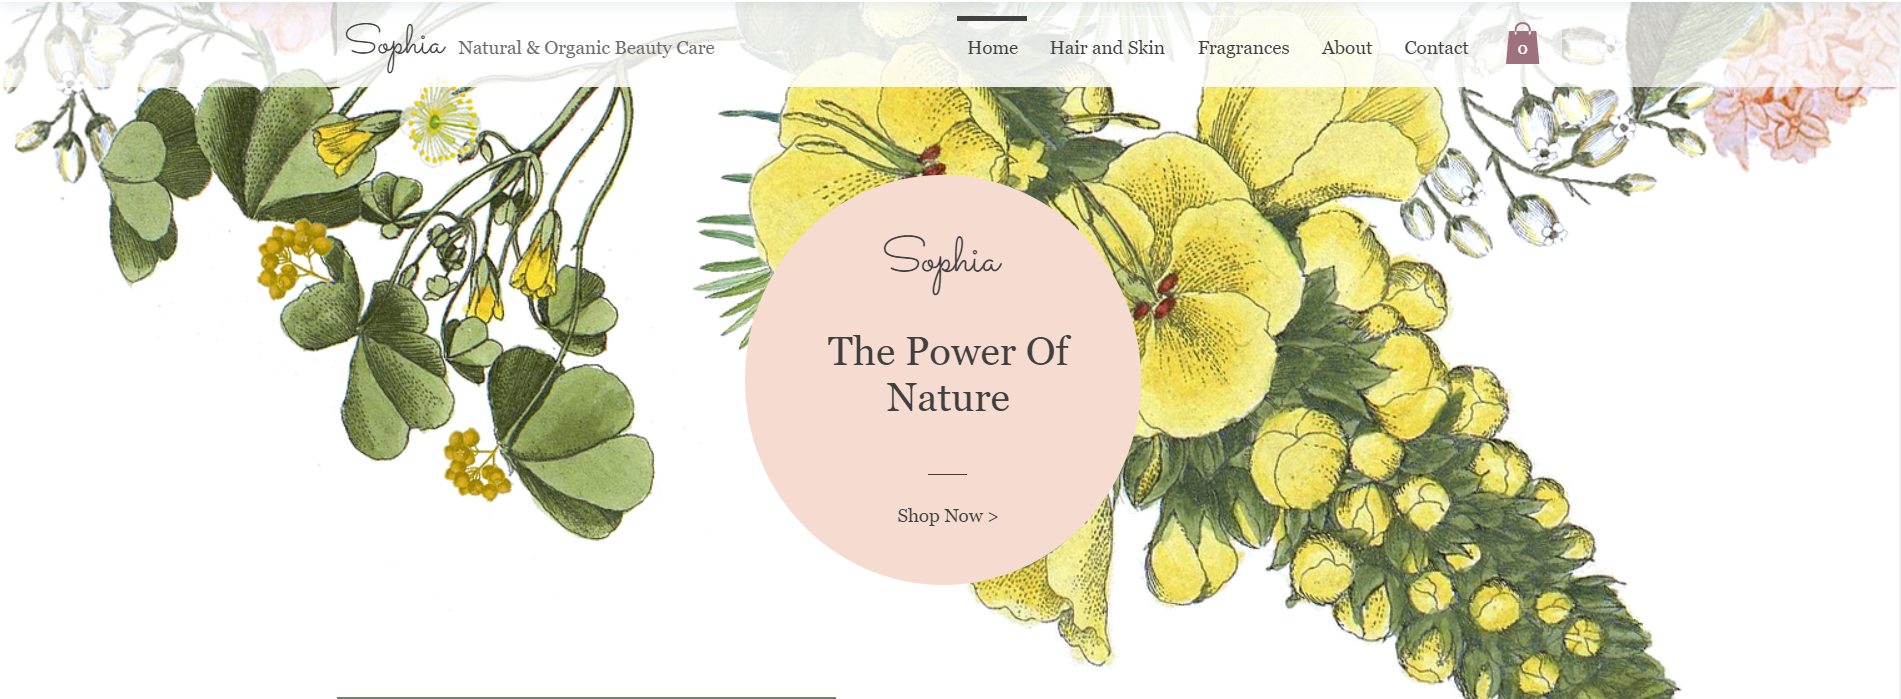 Sophia Natural & Organic Beauty Care
Home Hair and Skin Fragrances About Contact 0
Sophia
The Power Of
Nature
Shop Now >